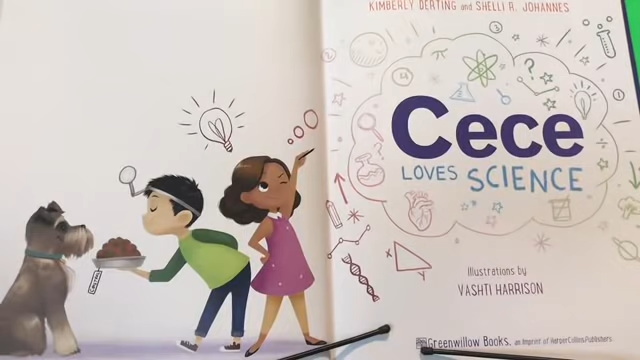 KIMBERLY DERTING and SHELLI R. JOHANNES
Cece
LOVES SCIENCE
Illustrations by
VASHTI HARRISON
Greenwillow Books, an Imprint of HarperCollinsPublishers